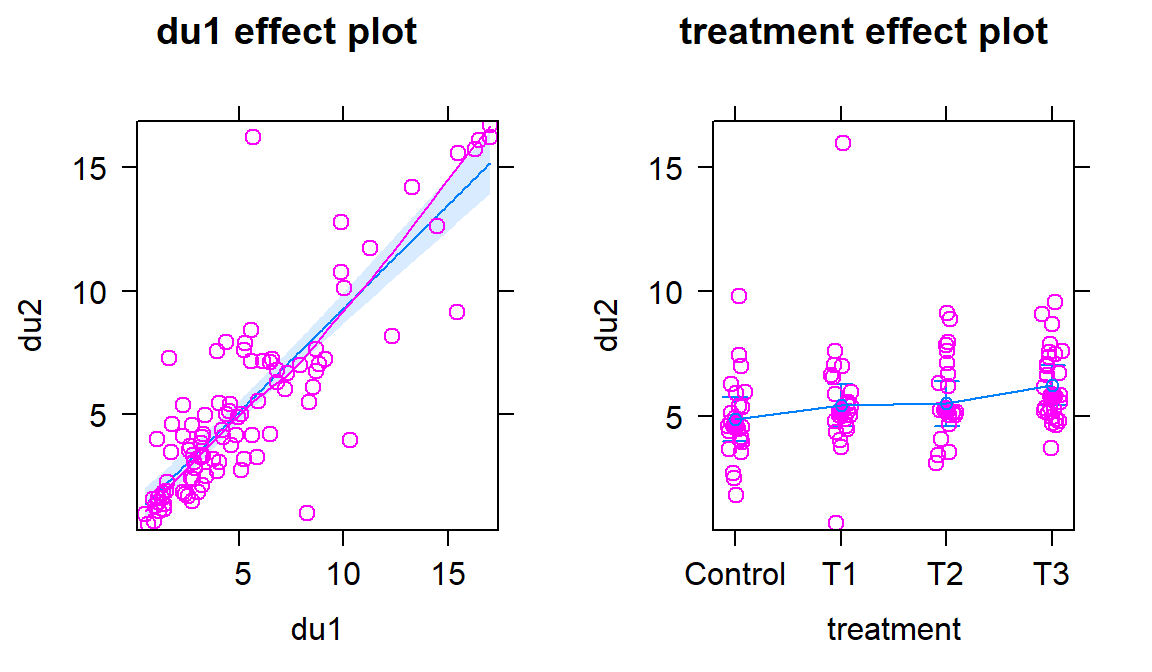 du1 effect plot
du2
15
10
5
5
10
15
du1
treatment effect plot
du2
15
10
5
Control
T1
T2
T3
treatment